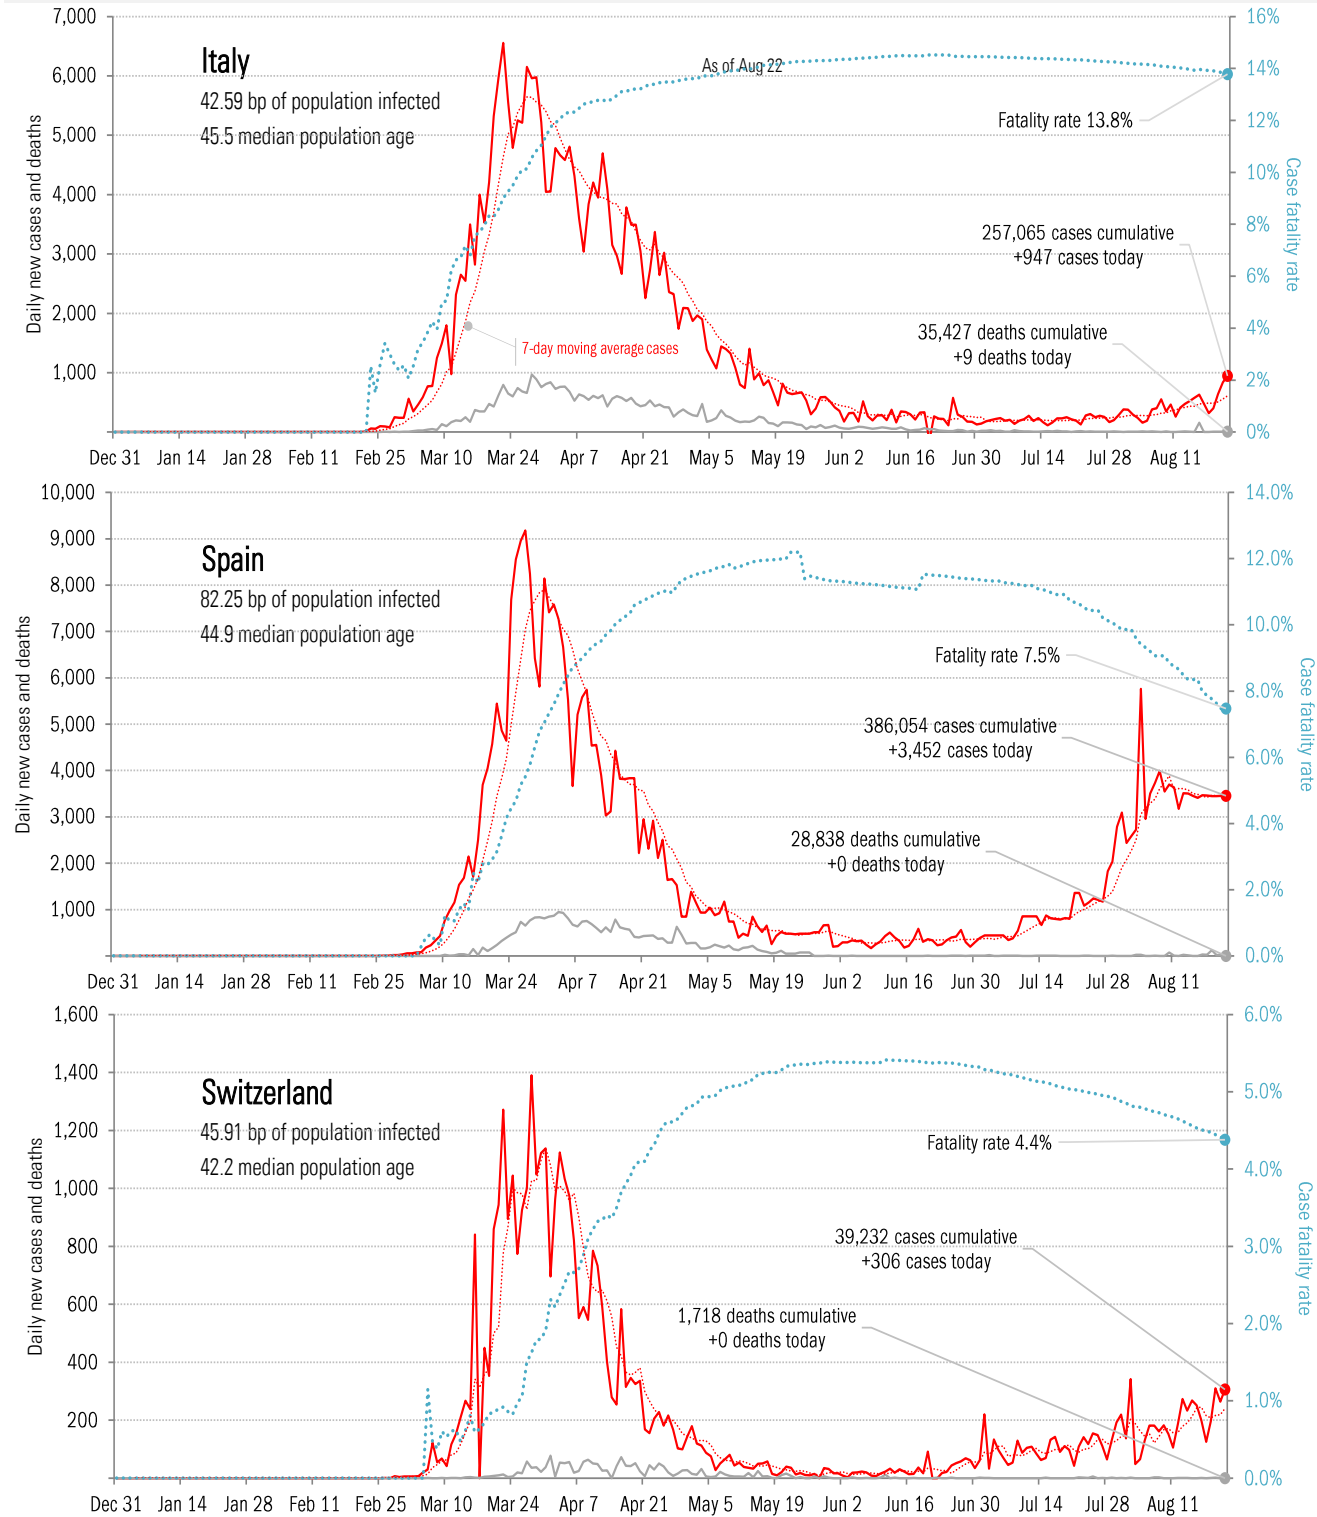 7,000
6,000
5,000
4,000
3,000
2,000
1,000
Daily new cases and deaths
Italy
42.59 bp of population infected
45.5 median population age
As of Aug 22
Fatality rate 13.8%
257,065 cases cumulative
+947 cases today
35,427 deaths cumulative
+9 deaths today
7-day moving average cases
16%
14%
12%
10%
8%
6%
4%
2%
0%
Case fatality rate
Dec 31 Jan 14 Jan 28 Feb 11 Feb 25 Mar 10 Mar 24 Apr 7 Apr 21 May 5 May 19 Jun 2 Jun 16 Jun 30 Jul 14 Jul 28 Aug 11
10,000
9,000
8,000
7,000
6,000
5,000
4,000
3,000
2,000
1,000
Daily new cases and deaths
Spain
82.25 bp of population infected
44.9 median population age
Fatality rate 7.5%
386,054 cases cumulative
+3,452 cases today
28,838 deaths cumulative
+0 deaths today
14.0%
12.0%
10.0%
8.0%
6.0%
4.0%
2.0%
0.0%
Case fatality rate
Dec 31 Jan 14 Jan 28 Feb 11 Feb 25 Mar 10 Mar 24 Apr 7 Apr 21 May 5 May 19 Jun 2 Jun 16 Jun 30 Jul 14 Jul 28 Aug 11
1,600
1,400
1,200
1,000
800
600
400
200
Daily new cases and deaths
Switzerland
45.91 bp of population infected
42.2 median population age
Fatality rate 4.4%
39,232 cases cumulative
+306 cases today
1,718 deaths cumulative
+0 deaths today
6.0%
5.0%
4.0%
3.0%
2.0%
1.0%
0.0%
Case fatality rate
Dec 31 Jan 14 Jan 28 Feb 11 Feb 25 Mar 10 Mar 24 Apr 7 Apr 21 May 5 May 19 Jun 2 Jun 16 Jun 30 Jul 14 Jul 28 Aug 11